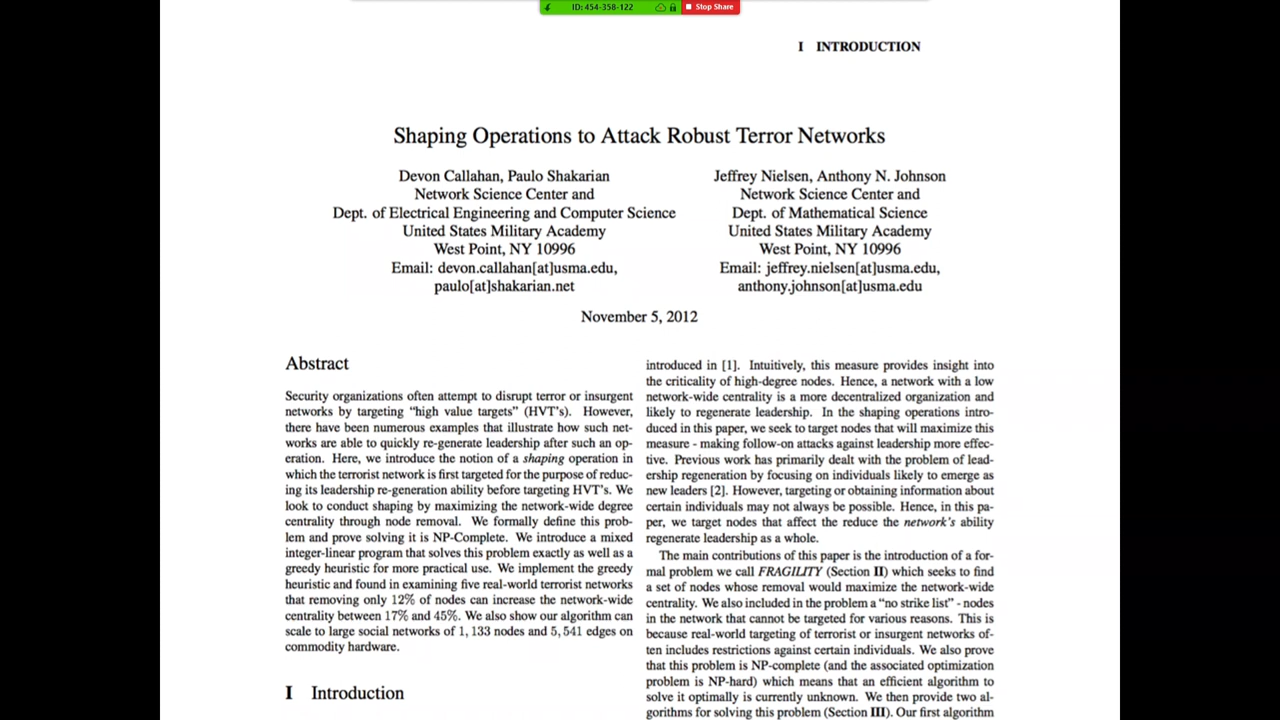 ID: 454-358-122
Stop Share
I INTRODUCTION
Shaping Operations to Attack Robust Terror Networks
Devon Callahan, Paulo Shakarian
Network Science Center and
Dept. of Electrical Engineering and Computer Science
United States Military Academy
West Point, NY 10996
Email: devon.callahan[at]usma.edu,
paulo[at]shakarian.net
Jeffrey Nielsen, Anthony N. Johnson
Network Science Center and
Dept. of Mathematical Science
United States Military Academy
West Point, NY 10996
Email: jeffrey.nielsen[at]usma.edu,
anthony.johnson[at]usma.edu
November 5, 2012
Abstract
Security organizations often attempt to disrupt terror or insurgent
networks by targeting “high value targets” (HVT's). However,
there have been numerous examples that illustrate how such net-
works are able to quickly re-generate leadership after such an op-
eration. Here, we introduce the notion of a shaping operation in
which the terrorist network is first targeted for the purpose of reduc-
ing its leadership re-generation ability before targeting HVT's. We
look to conduct shaping by maximizing the network-wide degree
centrality through node removal. We formally define this prob-
lem and prove solving it is NP-Complete. We introduce a mixed
integer-linear program that solves this problem exactly as well as a
greedy heuristic for more practical use. We implement the greedy
heuristic and found in examining five real-world terrorist networks
that removing only 12% of nodes can increase the network-wide
centrality between 17% and 45%. We also show our algorithm can
scale to large social networks of 1, 133 nodes and 5, 541 edges on
commodity hardware.
I Introduction
introduced in [1]. Intuitively, this measure provides insight into
the criticality of high-degree nodes. Hence, a network with a low
network-wide centrality is a more decentralized organization and
likely to regenerate leadership. In the shaping operations intro-
duced in this paper, we seek to target nodes that will maximize this
measure - making follow-on attacks against leadership more effec-
tive. Previous work has primarily dealt with the problem of lead-
ership regeneration by focusing on individuals likely to emerge as
new leaders [2]. However, targeting or obtaining information about
certain individuals may not always be possible. Hence, in this pa-
per, we target nodes that affect the reduce the network's ability
regenerate leadership as a whole.
The main contributions of this paper is the introduction of a for-
mal problem we call FRAGILITY (Section II) which seeks to find
a set of nodes whose removal would maximize the network-wide
centrality. We also included in the problem a “no strike list” - nodes
in the network that cannot be targeted for various reasons. This is
because real-world targeting of terrorist or insurgent networks of-
ten includes restrictions against certain individuals. We also prove
that this problem is NP-complete (and the associated optimization
problem is NP-hard) which means that an efficient algorithm to
solve it optimally is currently unknown. We then provide two al-
gorithms for solving this problem (Section III). Our first algorithm